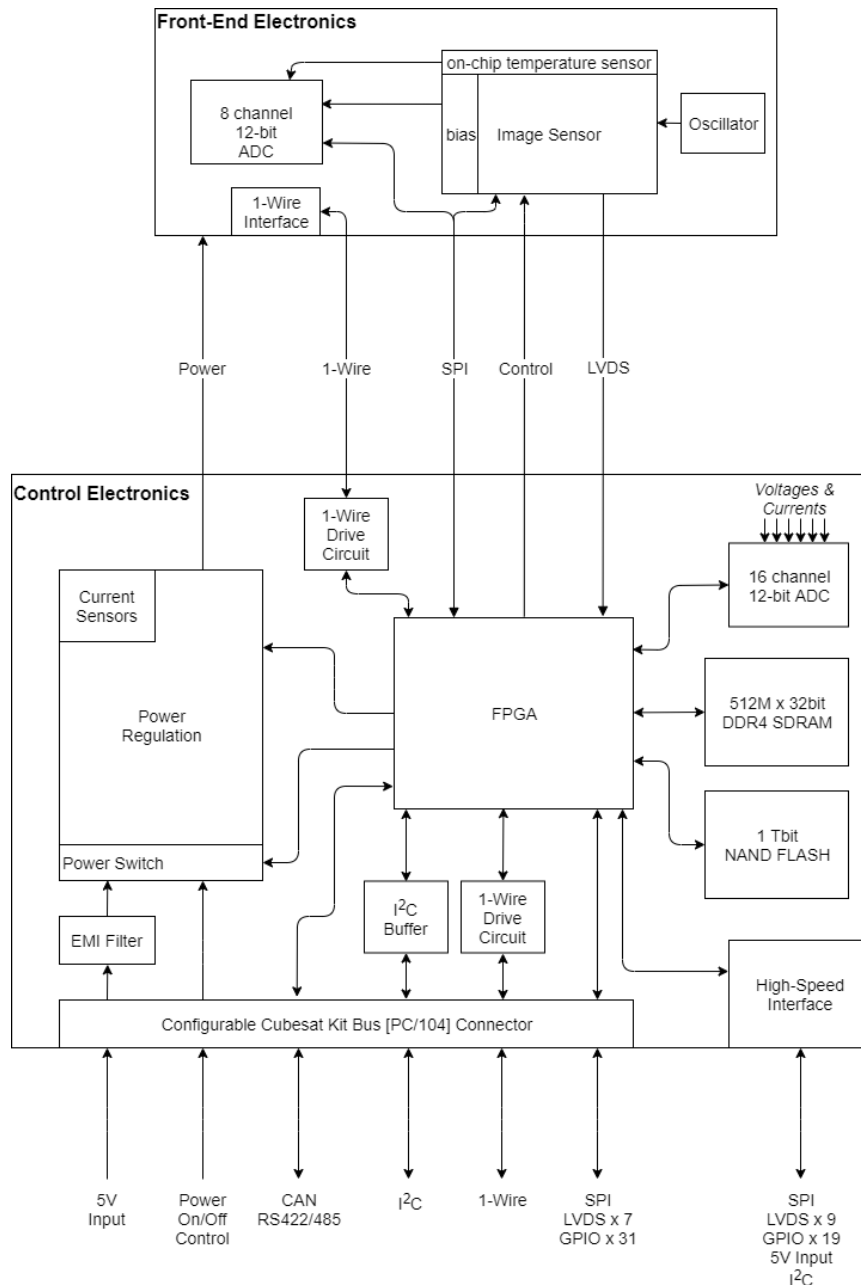 Front-End Electronics
on-chip temperature sensor
8 channel
12-bit
ADC
bias
Image Sensor
Oscillator
1-Wire
Interface
Power
1-Wire
SPI
Control
LVDS
Control Electronics
Voltages &
Currents
1-Wire
Drive
Circuit
Current
Sensors
16 channel
12-bit ADC
Power
Regulation
FPGA
512M x 32bit
DDR4 SDRAM
1 Tbit
NAND FLASH
Power Switch
EMI Filter
I²C
Buffer
1-Wire
Drive
Circuit
High-Speed
Interface
Configurable Cubesat Kit Bus [PC/104] Connector
5V
Input
Power
On/Off
Control
CAN
RS422/485
I²C
1-Wire
SPI
LVDS x 7
GPIO x 31
SPI
LVDS x 9
GPIO x 19
5V Input
I²C